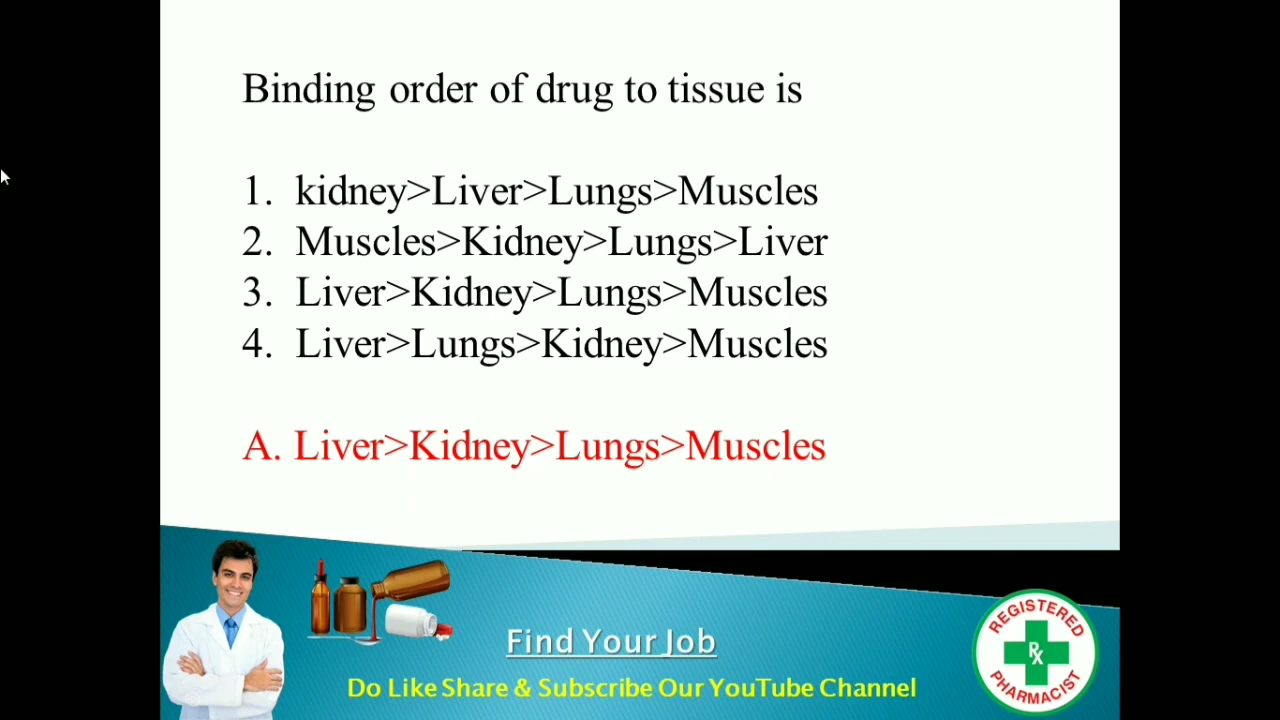 Binding order of drug to tissue is
1. kidney>Liver>Lungs>Muscles
2. Muscles>Kidney>Lungs>Liver
3. Liver>Kidney>Lungs>Muscles
4. Liver>Lungs>Kidney>Muscles
A. Liver>Kidney>Lungs>Muscles
Find Your Job
Do Like Share & Subscribe Our YouTube Channel
REGISTERED
Rx
PHARMACIST